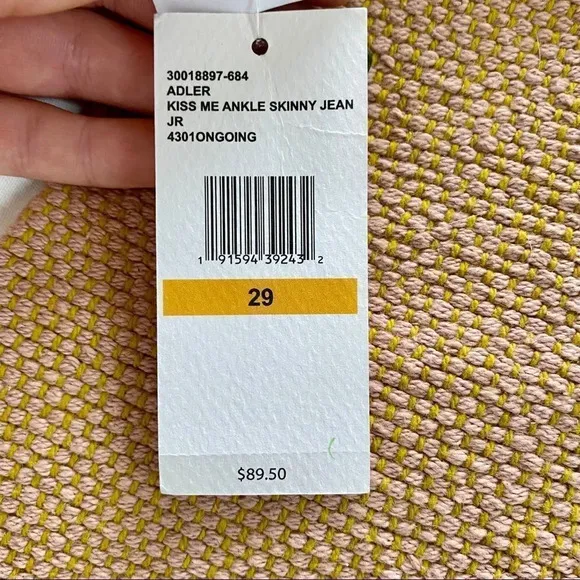 30018897-684
ADLER
KISS ME ANKLE SKINNY JEAN
JR
4301ONGOING
1 91594 39243 2
29
$89.50